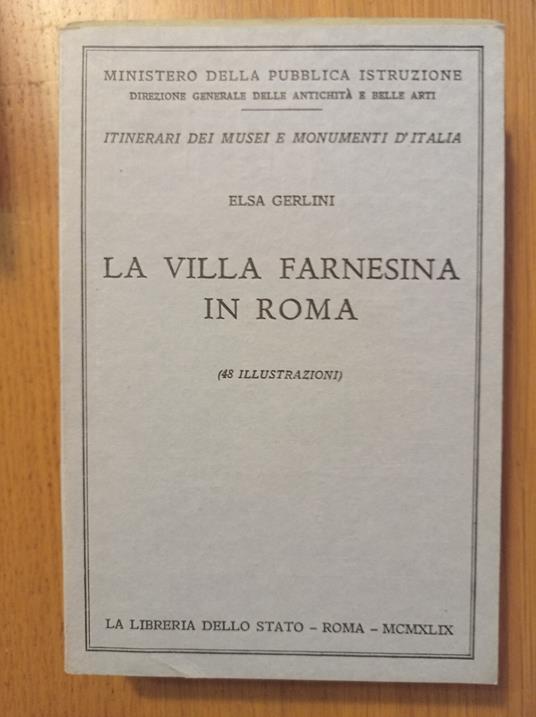 MINISTERO DELLA PUBBLICA ISTRUZIONE
DIREZIONE GENERALE DELLE ANTICHITÀ E BELLE ARTI
ITINERARI DEI MUSEI E MONUMENTI D'ITALIA
ELSA GERLINI
LA VILLA FARNESINA
IN ROMA
(48 ILLUSTRAZIONI)
LA LIBRERIA DELLO STATO – ROMA – MCMXLIX